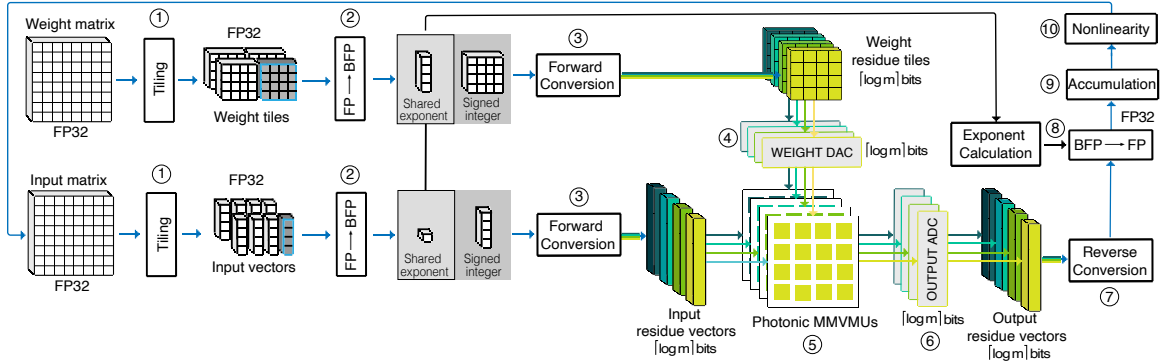 Weight matrix
FP32
①
Tiling
FP32
Weight tiles
②
FP → BFP
Shared
exponent
Signed
integer
③
Forward
Conversion
Weight
residue tiles
⌈log m⌉ bits
④
WEIGHT DAC
⌈log m⌉ bits
Exponent
Calculation
⑧
BFP → FP
FP32
⑨
Accumulation
⑩
Nonlinearity
Input matrix
FP32
①
Tiling
FP32
Input vectors
②
FP → BFP
Shared
exponent
Signed
integer
③
Forward
Conversion
Input
residue vectors
⌈log m⌉ bits
Photonic MMVMUs
⑤
OUTPUT ADC
⌈log m⌉ bits
⑥
Output
residue vectors
⌈log m⌉ bits
Reverse
Conversion
⑦